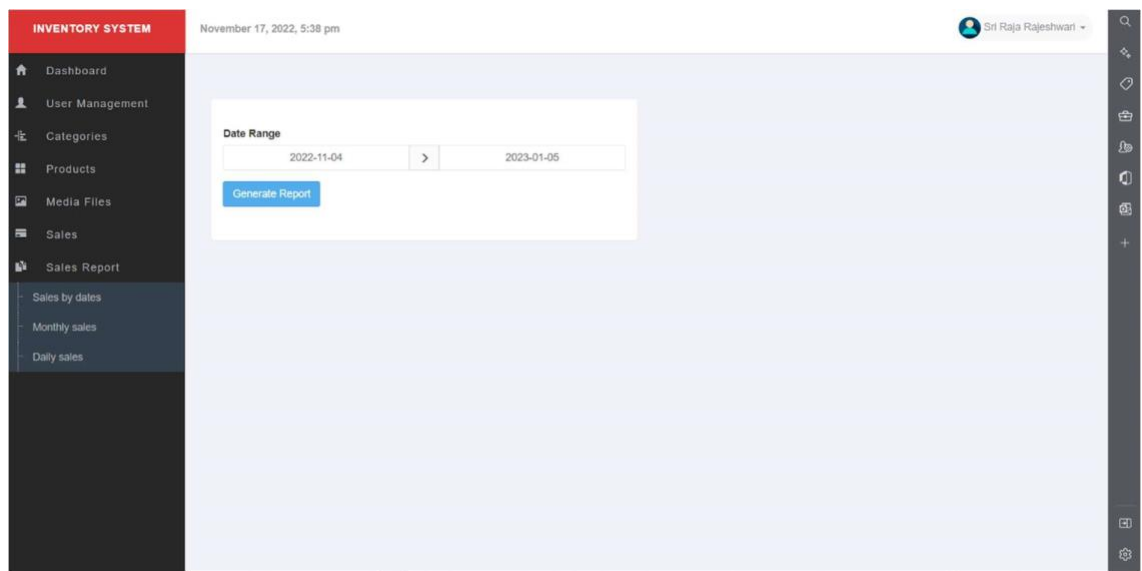 INVENTORY SYSTEM
November 17, 2022, 5:38 pm
Sri Raja Rajeshwari
Dashboard
User Management
Categories
Products
Media Files
Sales
Sales Report
Sales by dates
Monthly sales
Daily sales
Date Range
2022-11-04
2023-01-05
Generate Report